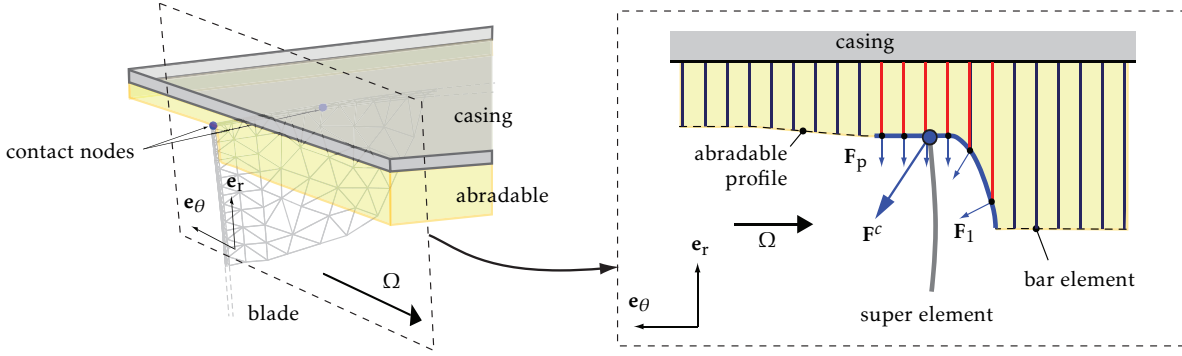 casing
contact nodes
abradable
e_r
e_θ
Ω
blade
casing
abradable
profile
F_p
F^c
F_1
Ω
e_r
e_θ
bar element
super element